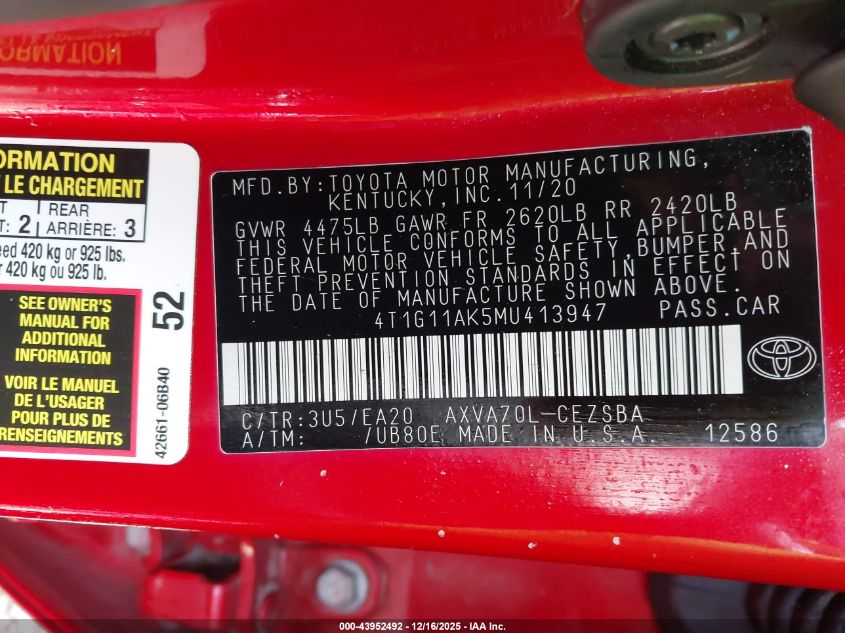 ORMATION
ORMATION
T LE CHARGEMENT
T REAR
T: 2 ARRIÈRE: 3
eed 420 kg or 925 lbs.
r 420 kg ou 925 lb.
SEE OWNER'S
MANUAL FOR
ADDITIONAL
INFORMATION
VOIR LE MANUEL
DE L'USAGER
POUR PLUS DE
RENSEIGNEMENTS
52
42661-06B40
MFD.BY:TOYOTA MOTOR MANUFACTURING,
KENTUCKY,INC.11/20
GVWR 4475LB GAWR FR 2620LB RR 2420LB
THIS VEHICLE CONFORMS TO ALL APPLICABLE
FEDERAL MOTOR VEHICLE SAFETY,BUMPER,AND
THEFT PREVENTION STANDARDS IN EFFECT ON
THE DATE OF MANUFACTURE SHOWN ABOVE.
4T1G11AK5MU413947 PASS.CAR
C/TR:3U5/EA20 AXVA70L-CEZSBA
A/TM: /UB80E MADE IN U.S.A. 12586
000-43952492 - 12/16/2025 - IAA Inc.